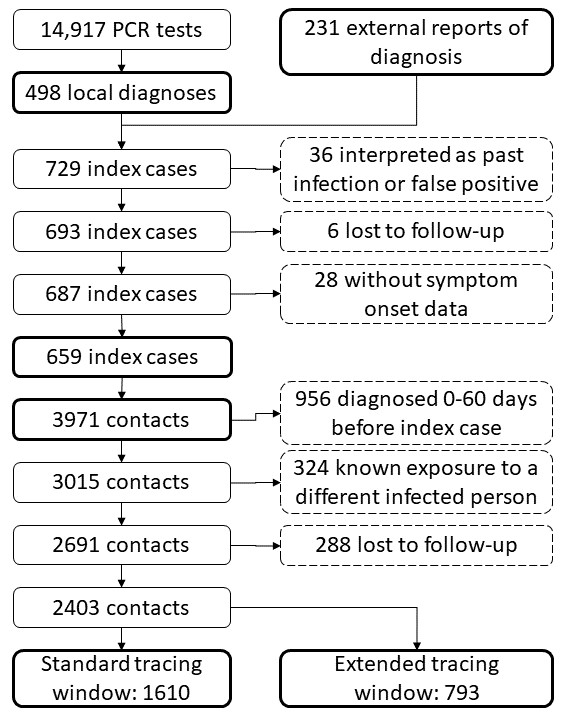 14,917 PCR tests
231 external reports of
diagnosis
498 local diagnoses
729 index cases
36 interpreted as past
infection or false positive
693 index cases
6 lost to follow-up
687 index cases
28 without symptom
onset data
659 index cases
3971 contacts
956 diagnosed 0-60 days
before index case
3015 contacts
324 known exposure to a
different infected person
2691 contacts
288 lost to follow-up
2403 contacts
Standard tracing
window: 1610
Extended tracing
window: 793